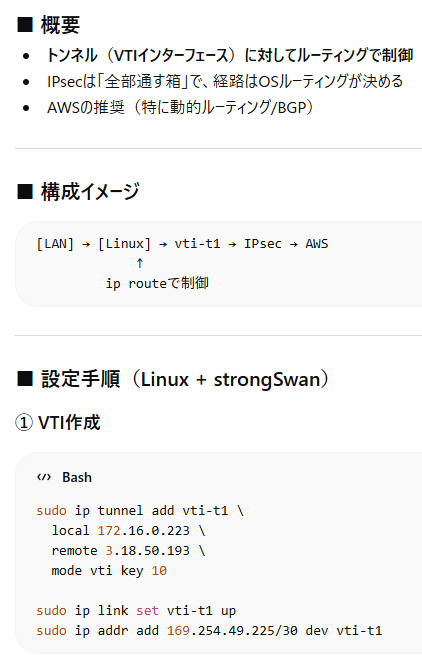 ■ 概要
• トンネル（VTIインターフェース）に対してルーティングで制御
• IPsecは「全部通す箱」で、経路はOSルーティングが決める
• AWSの推奨（特に動的ルーティング/BGP）
■ 構成イメージ
[LAN] → [Linux] → vti-t1 → IPsec → AWS
↑
ip routeで制御
■ 設定手順（Linux + strongSwan）
① VTI作成
</> Bash
sudo ip tunnel add vti-t1 \
local 172.16.0.223 \
remote 3.18.50.193 \
mode vti key 10
sudo ip link set vti-t1 up
sudo ip addr add 169.254.49.225/30 dev vti-t1